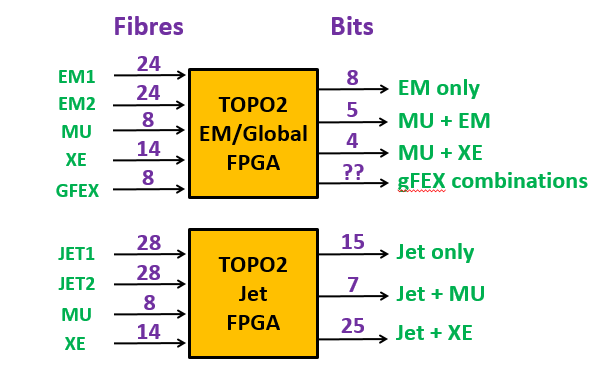 Fibres
Bits
EM1
24
EM2
24
MU
8
XE
14
GFEX
8
TOPO2
EM/Global
FPGA
8
EM only
5
MU + EM
4
MU + XE
??
gFEX combinations
JET1
28
JET2
28
MU
8
XE
14
TOPO2
Jet
FPGA
15
Jet only
7
Jet + MU
25
Jet + XE